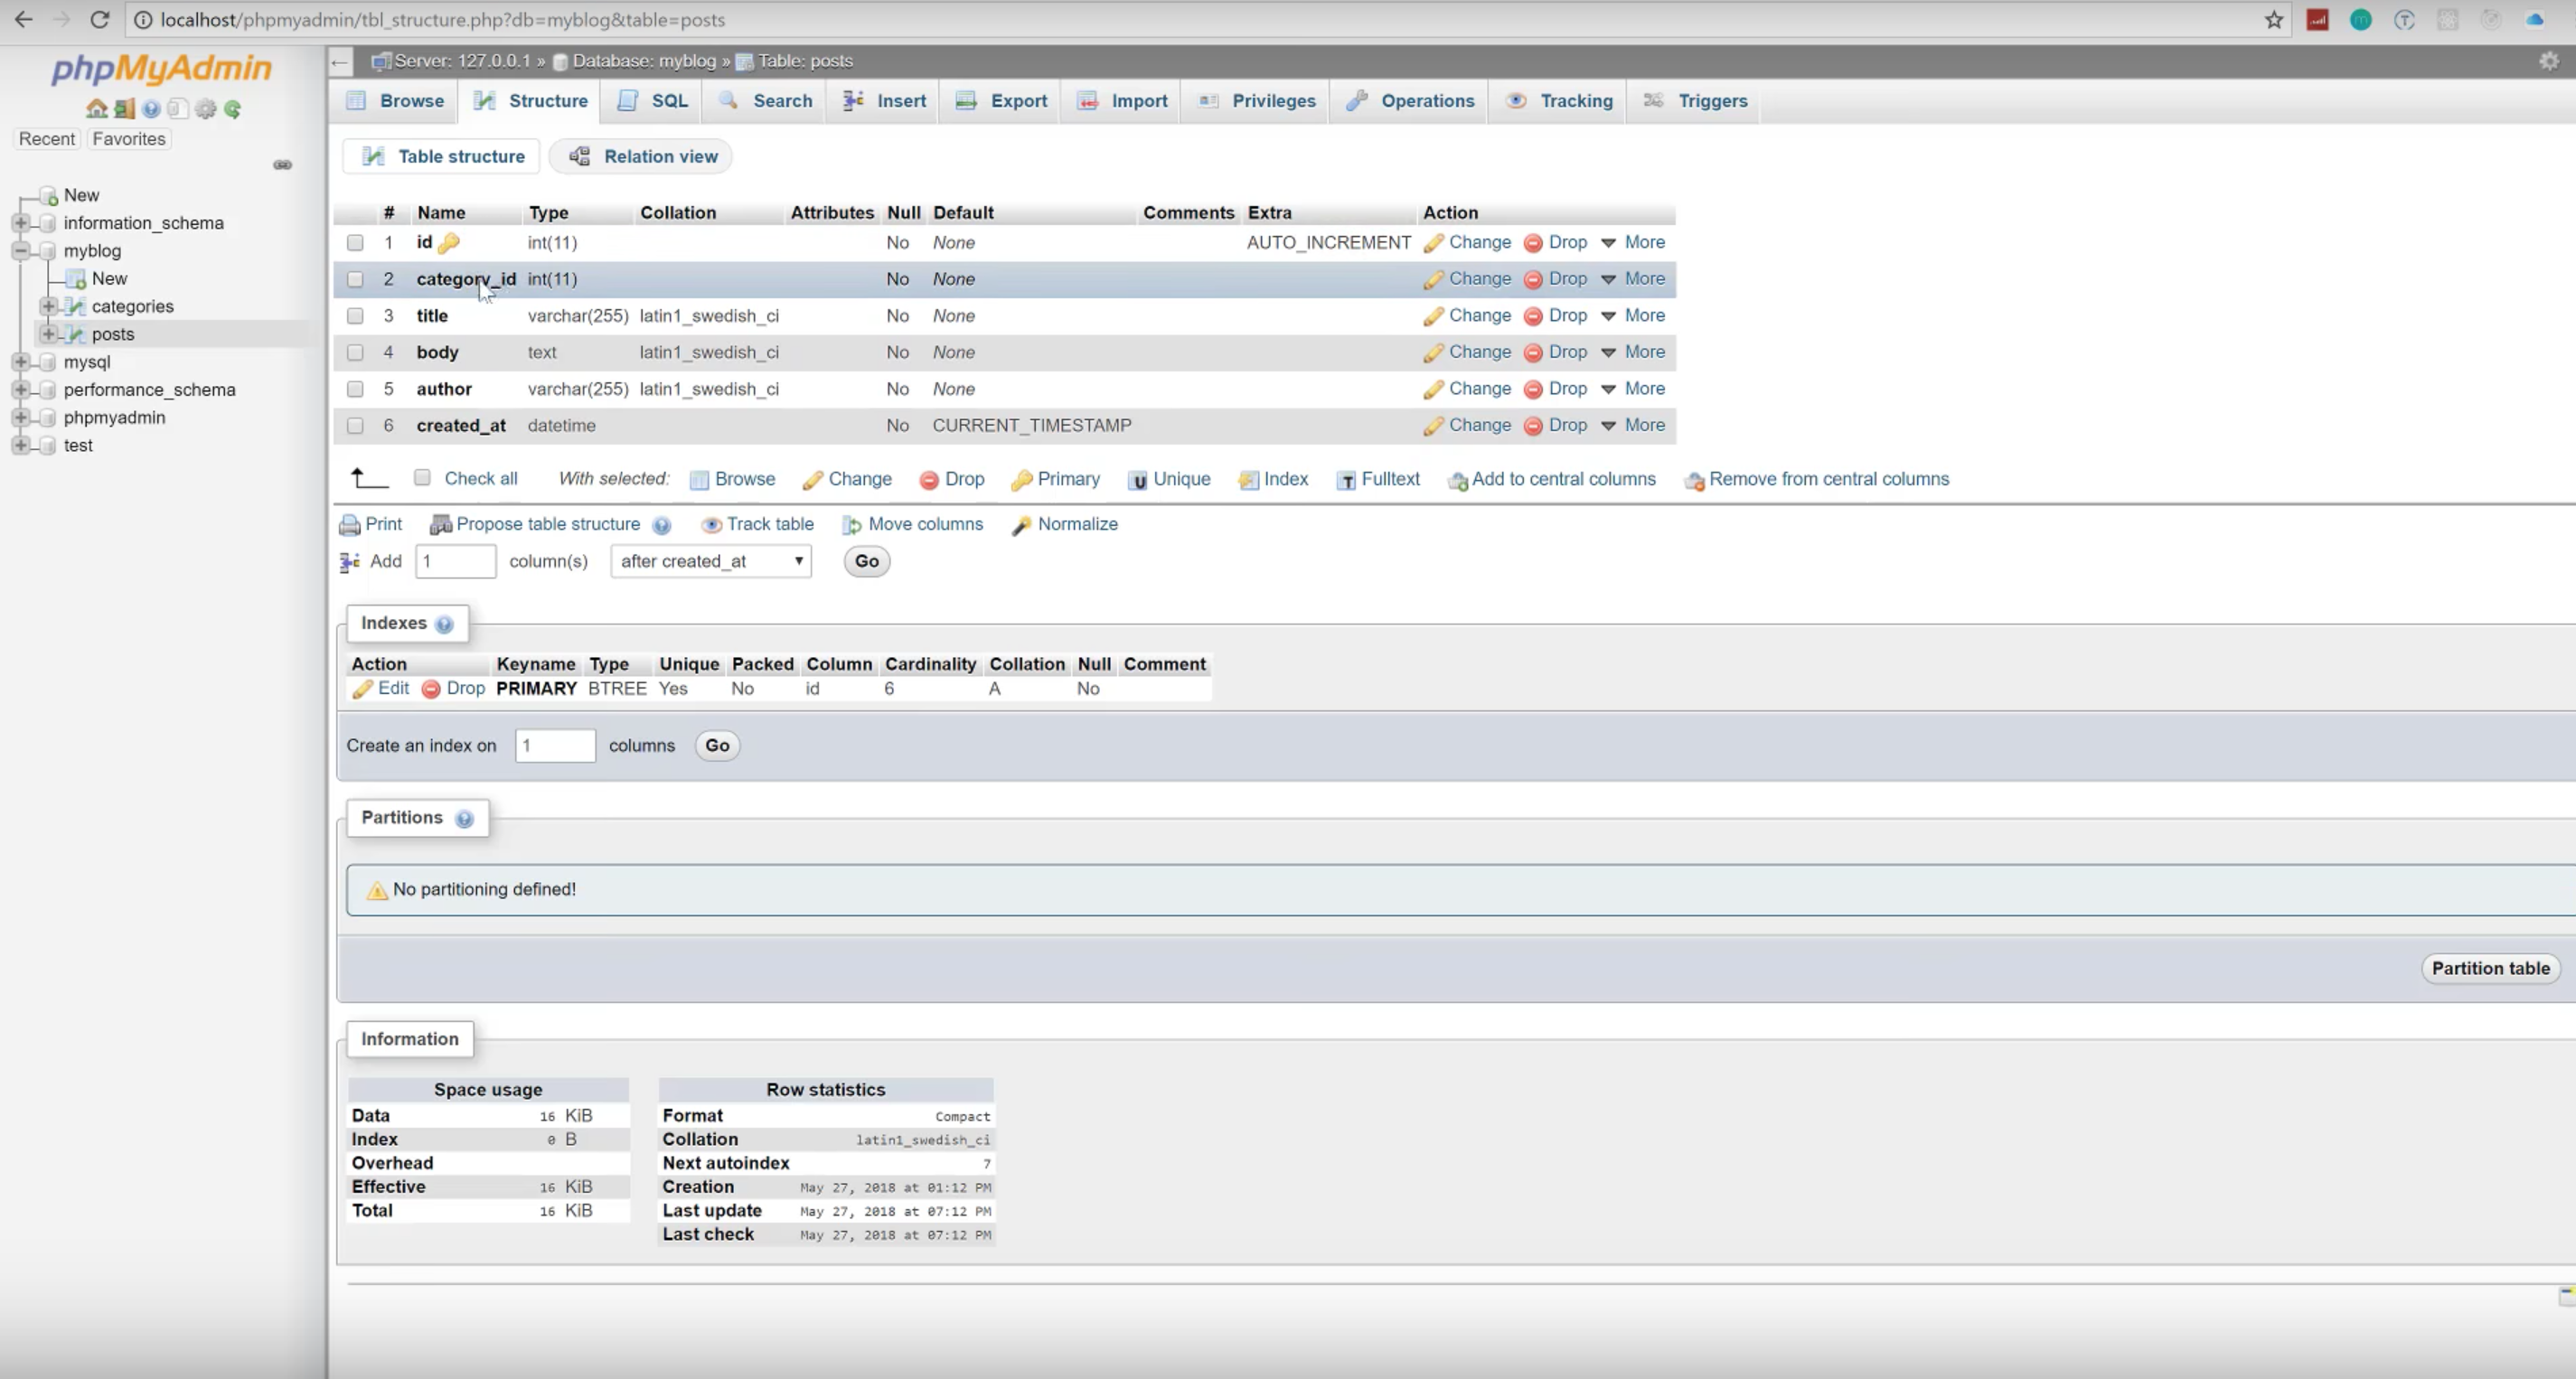 localhost/phpmyadmin/tbl_structure.php?db=myblog&table=posts
phpMyAdmin
Recent Favorites
New
information_schema
myblog
New
categories
posts
mysql
performance_schema
phpmyadmin
test
Server: 127.0.0.1 » Database: myblog » Table: posts
Browse Structure SQL Search Insert Export Import Privileges Operations Tracking Triggers
Table structure Relation view
# Name Type Collation Attributes Null Default Comments Extra Action
1 id int(11) No None AUTO_INCREMENT Change Drop More
2 category_id int(11) No None Change Drop More
3 title varchar(255) latin1_swedish_ci No None Change Drop More
4 body text latin1_swedish_ci No None Change Drop More
5 author varchar(255) latin1_swedish_ci No None Change Drop More
6 created_at datetime No CURRENT_TIMESTAMP Change Drop More
Check all With selected: Browse Change Drop Primary Unique Index Fulltext Add to central columns Remove from central columns
Print Propose table structure Track table Move columns Normalize
Add 1 column(s) after created_at Go
Indexes
Action Keyname Type Unique Packed Column Cardinality Collation Null Comment
Edit Drop PRIMARY BTREE Yes No id 6 A No
Create an index on 1 columns Go
Partitions
No partitioning defined!
Partition table
Information
Space usage
Data 16 KiB
Index 0 B
Overhead
Effective 16 KiB
Total 16 KiB
Row statistics
Format Compact
Collation latin1_swedish_ci
Next autoindex 7
Creation May 27, 2018 at 01:12 PM
Last update May 27, 2018 at 07:12 PM
Last check May 27, 2018 at 07:12 PM